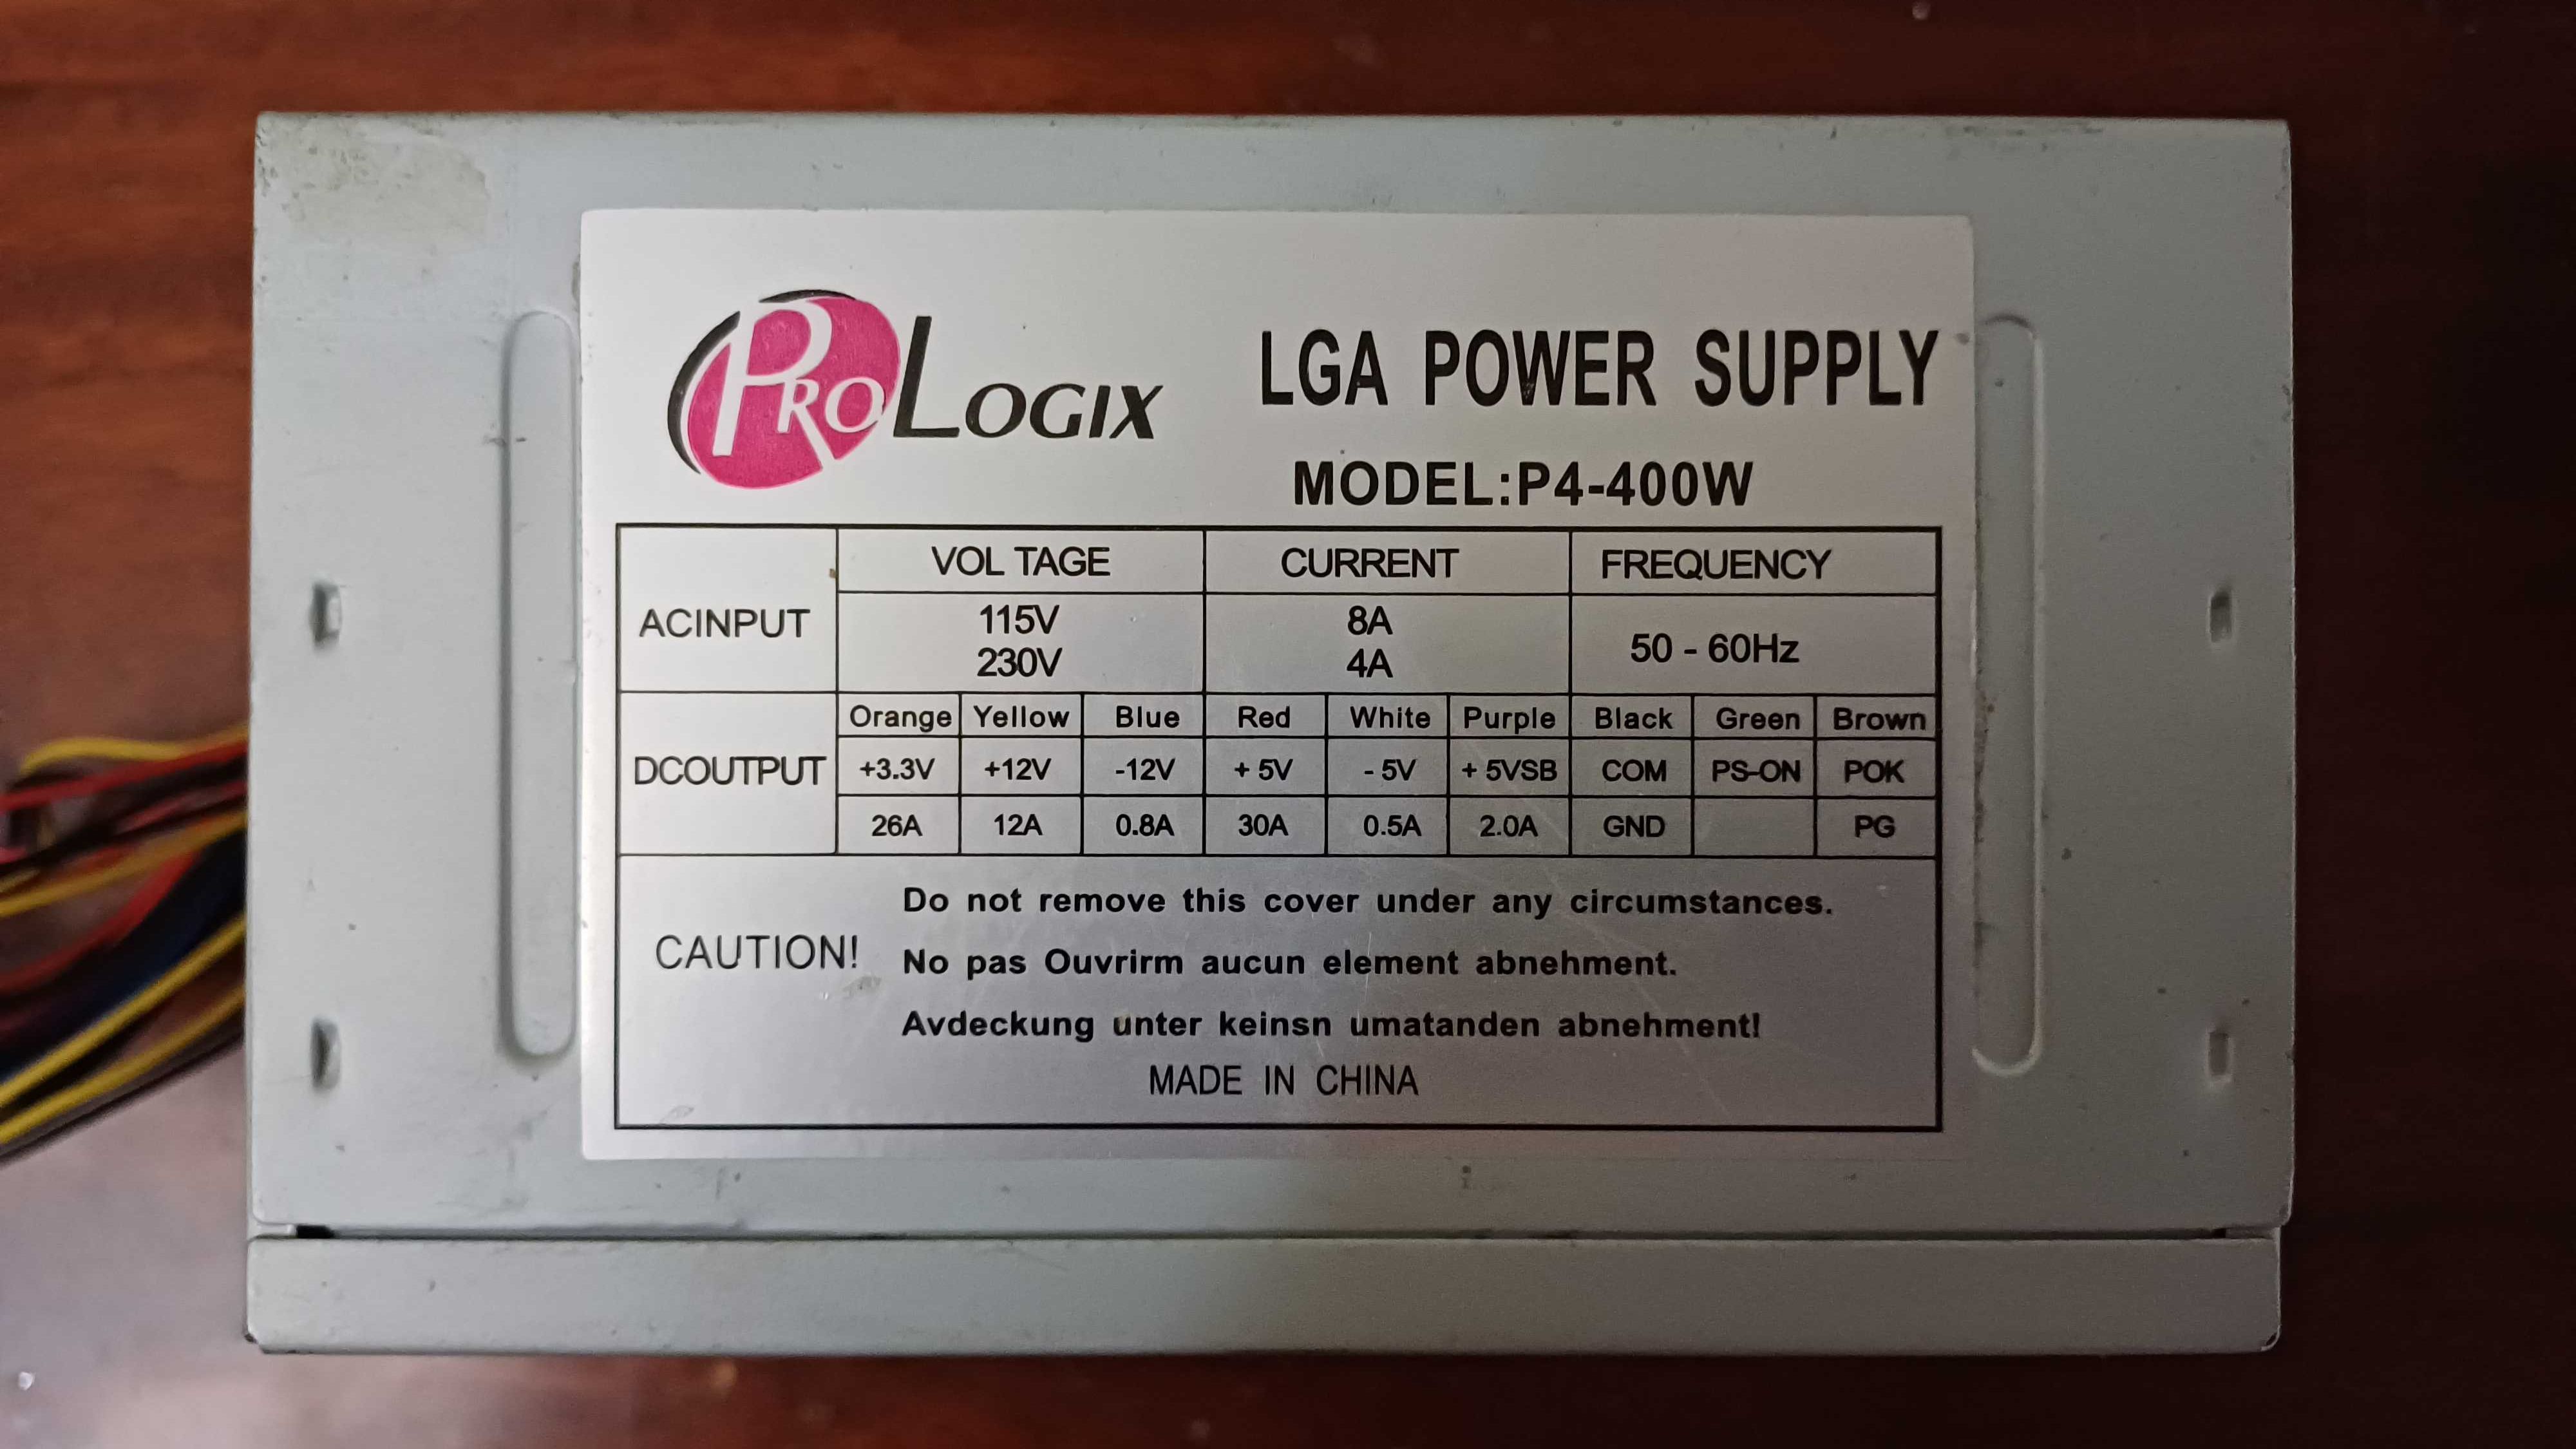 PROLOGIX
LGA POWER SUPPLY
MODEL:P4-400W
ACINPUT VOL TAGE CURRENT FREQUENCY
115V 8A 50 - 60Hz
230V 4A
DCOUTPUT Orange Yellow Blue Red White Purple Black Green Brown
+3.3V +12V -12V + 5V - 5V + 5VSB COM PS-ON POK
26A 12A 0.8A 30A 0.5A 2.0A GND PG
CAUTION! Do not remove this cover under any circumstances.
No pas Ouvrirm aucun element abnehment.
Avdeckung unter keinsn umatanden abnehment!
MADE IN CHINA